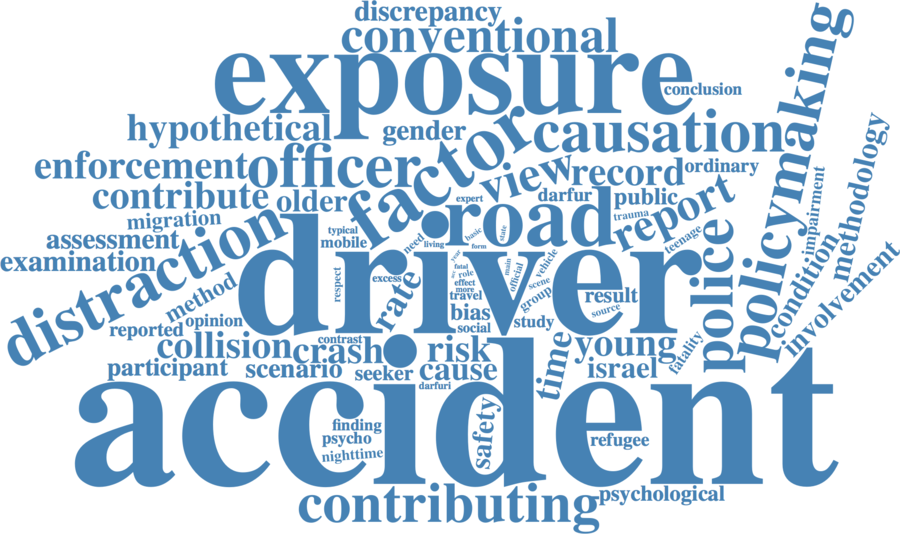 discrepancy
conventional
exposure
conclusion
hypothetical
gender
factor
causation
policymaking
enforcement
officer
view
record
ordinary
methodology
contribute
older
expert
darfur
public
impairment
migration
road
trauma
report
assessment
distraction
typical
mobile
need
living
basic
form
state
teenage
police
condition
involvement
examination
driver
method
respect
excess
rate
year
fatal
role
effect
more
travel
main
official
vehicle
scene
group
result
source
reported
opinion
bias
social
study
collision
crash
contrast
risk
time
young
fatality
participant
scenario
seeker
cause
israel
darfuri
accident
finding
psycho
nighttime
safety
refugee
contributing
psychological